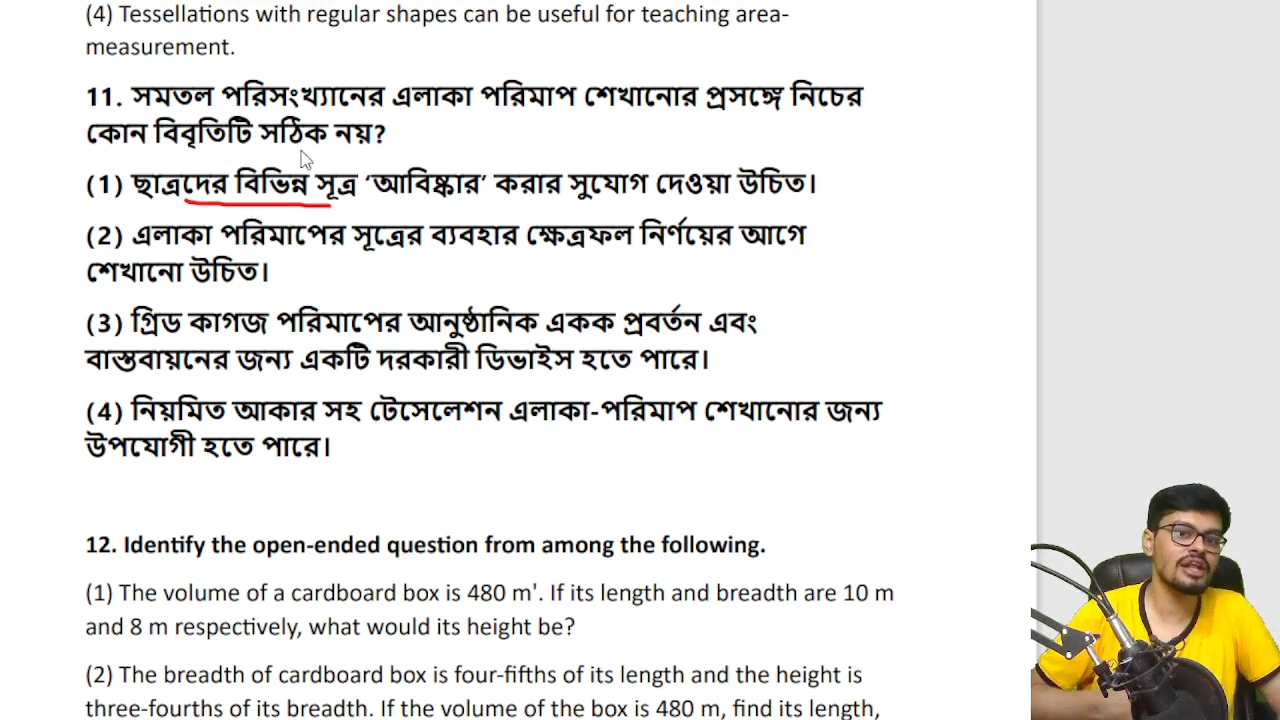 (4) Tessellations with regular shapes can be useful for teaching area-
measurement.
11. সমতল পরিসংখ্যানের এলাকা পরিমাপ শেখানোর প্রসঙ্গে নিচের
কোন বিবৃতিটি সঠিক নয়?
(1) ছাত্রদের বিভিন্ন সূত্র ‘আবিষ্কার’ করার সুযোগ দেওয়া উচিত।
(2) এলাকা পরিমাপের সূত্রের ব্যবহার ক্ষেত্রফল নির্ণয়ের আগে
শেখানো উচিত।
(3) গ্রিড কাগজ পরিমাপের আনুষ্ঠানিক একক প্রবর্তন এবং
বাস্তবায়নের জন্য একটি দরকারী ডিভাইস হতে পারে।
(4) নিয়মিত আকার সহ টেসেলেশন এলাকা-পরিমাপ শেখানোর জন্য
উপযোগী হতে পারে।
12. Identify the open-ended question from among the following.
(1) The volume of a cardboard box is 480 m'. If its length and breadth are 10 m
and 8 m respectively, what would its height be?
(2) The breadth of cardboard box is four-fifths of its length and the height is
three-fourths of its breadth. If the volume of the box is 480 m, find its length,